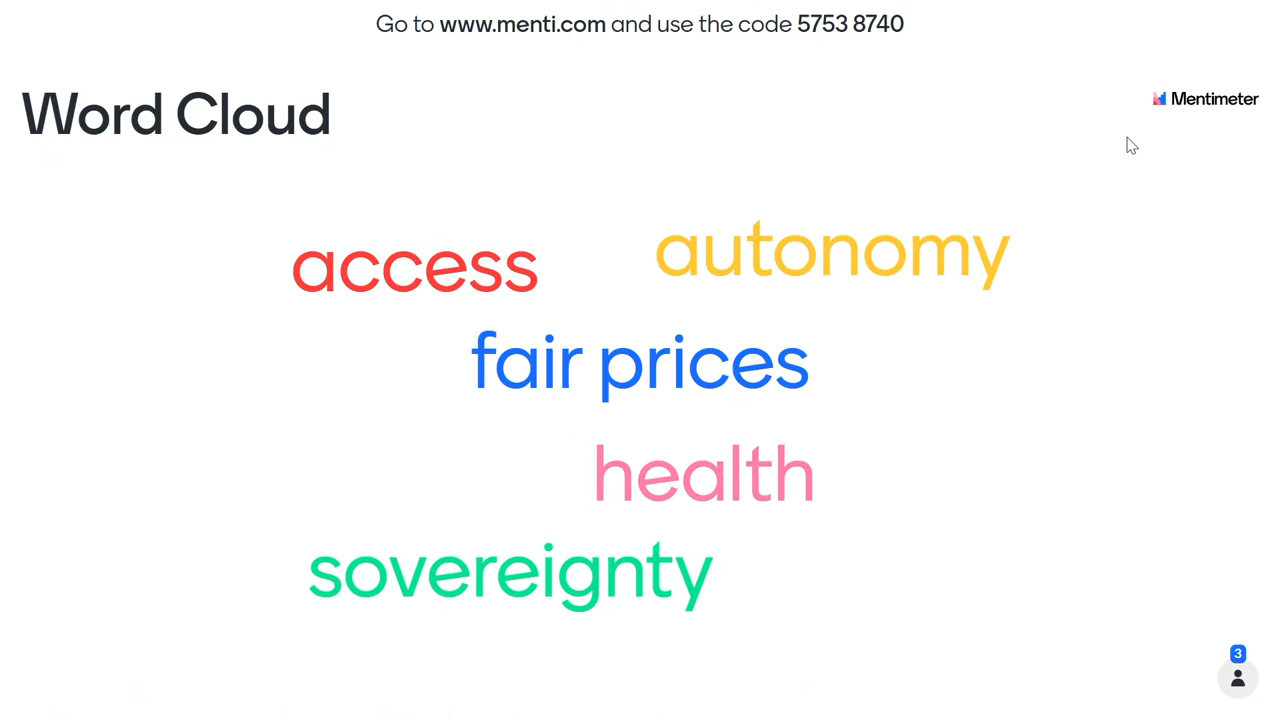 Go to www.menti.com and use the code 5753 8740
Word Cloud
Mentimeter
access
autonomy
fair prices
health
sovereignty
3